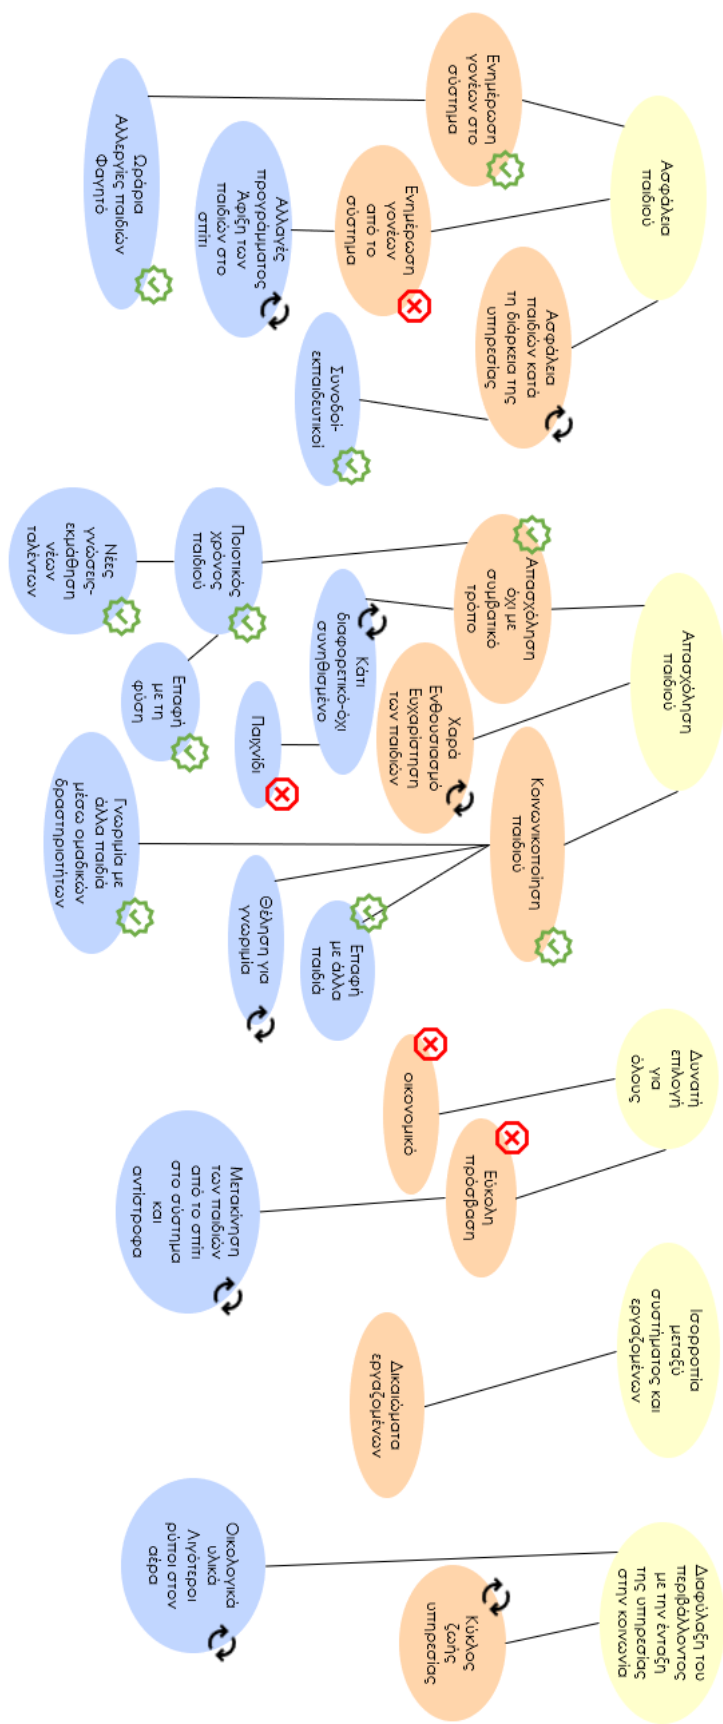 Ασφάλεια
παιδιού
Απασχόληση
παιδιού
Δυνατή
επιλογή
για
όλους
Ισορροπία
μεταξύ
συστήματος και
εργαζομένων
Διαφύλαξη του
περιβάλλοντος
με την ένταξη
της υπηρεσίας
στην κοινωνία
Ενημέρωση
γονέων στο
σύστημα
Ενημέρωση
γονέων
από το
σύστημα
Ασφάλεια
παιδιών κατά
τη διάρκεια της
υπηρεσίας
Απασχόληση
όχι με
συμβατικό
τρόπο
Χαρά
Ενθουσιασμό
Ευχαρίστηση
των παιδιών
Κοινωνικοποίηση
παιδιού
οικονομικό
Εύκολη
πρόσβαση
Δικαιώματα
εργαζομένων
Κύκλος
ζωής
υπηρεσίας
Ωράρια
Αλλεργίες παιδιών
Φαγητό
Αλλαγές
προγράμματος
Άφιξη των
παιδιών στο
σπίτι
Συνοδοί-
εκπαιδευτικοί
Νέες
γνώσεις-
εκμάθηση
νέων
ταλέντων
Ποιοτικός
χρόνος
παιδιού
Επαφή
με τη
φύση
Κάτι
διαφορετικό-όχι
συνηθισμένο
Παιχνίδι
Γνωριμία με
άλλα παιδιά
μέσω ομαδικών
δραστηριοτήτων
Θέληση για
γνωριμία
Επαφή
με άλλα
παιδιά
Μετακίνηση
των παιδιών
από το σπίτι
στο σύστημα
και
αντίστροφα
Οικολογικά
υλικά
Λιγότεροι
ρύποι στον
αέρα